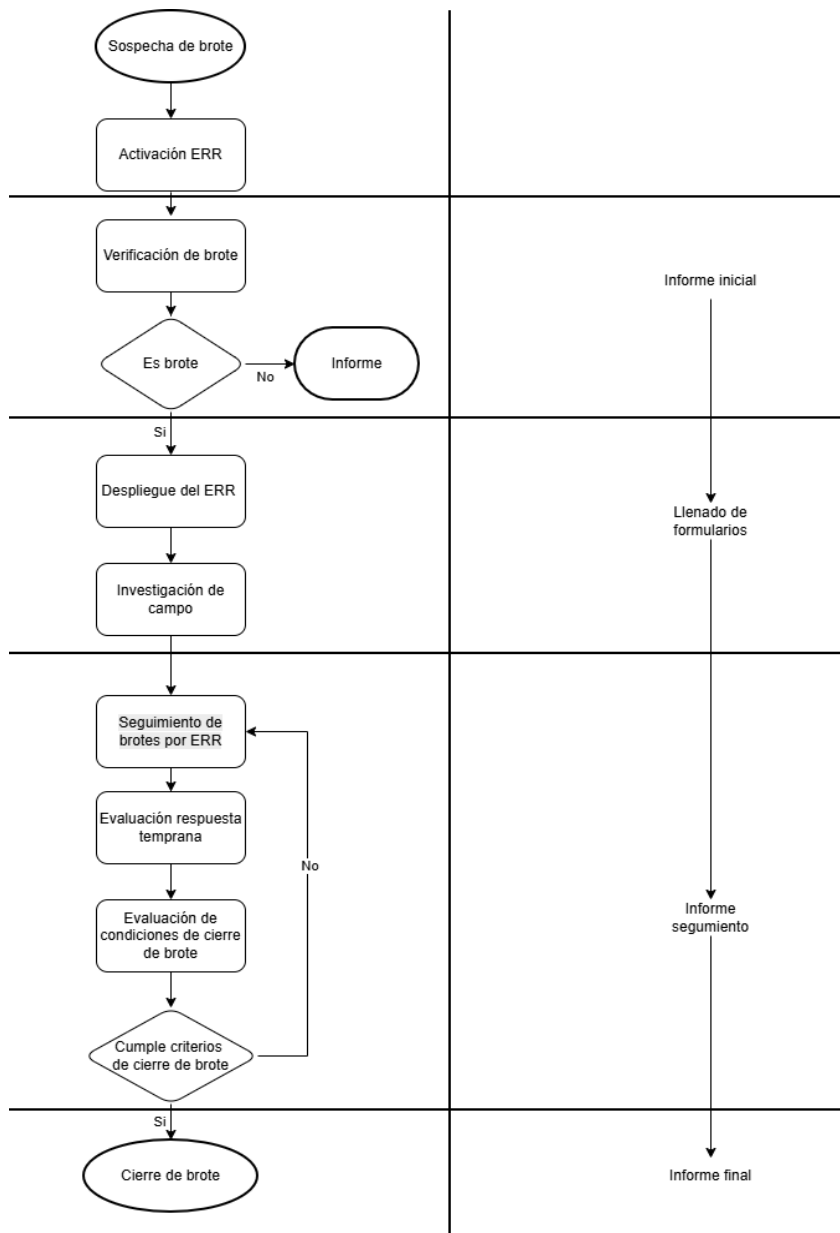 Sospecha de brote
Activación ERR
Verificación de brote
Informe inicial
Es brote
No
Informe
Si
Despliegue del ERR
Llenado de
formularios
Investigación de
campo
Seguimiento de
brotes por ERR
Evaluación respuesta
temprana
No
Evaluación de
condiciones de cierre
de brote
Informe
segumiento
Cumple criterios
de cierre de brote
Si
Cierre de brote
Informe final